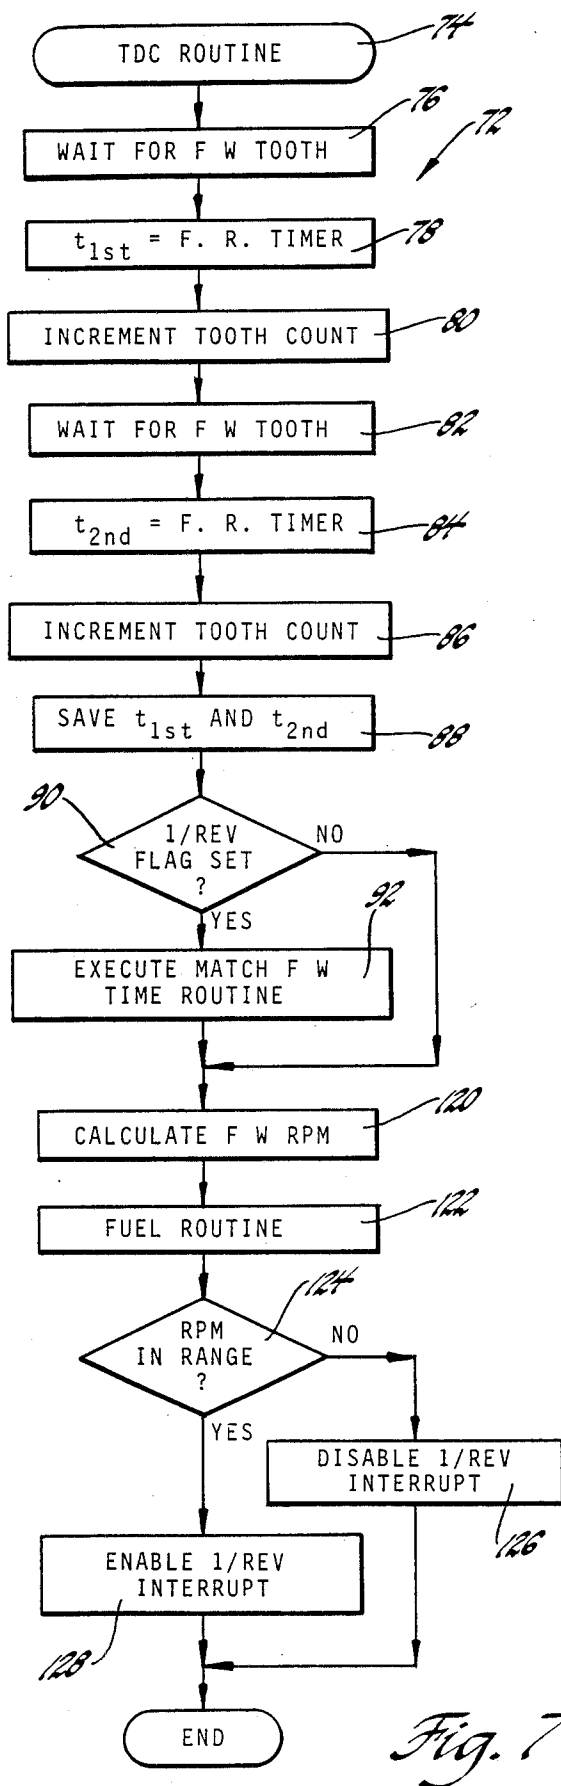 74
TDC ROUTINE
76
72
WAIT FOR F W TOOTH
t1st = F. R. TIMER
78
INCREMENT TOOTH COUNT
80
WAIT FOR F W TOOTH
82
t2nd = F. R. TIMER
84
INCREMENT TOOTH COUNT
86
SAVE t1st AND t2nd
88
90
1/REV
FLAG SET
?
NO
YES
92
EXECUTE MATCH F W
TIME ROUTINE
120
CALCULATE F W RPM
FUEL ROUTINE
122
124
RPM
IN RANGE
?
NO
YES
DISABLE 1/REV
INTERRUPT
126
ENABLE 1/REV
INTERRUPT
128
END
Fig. 7